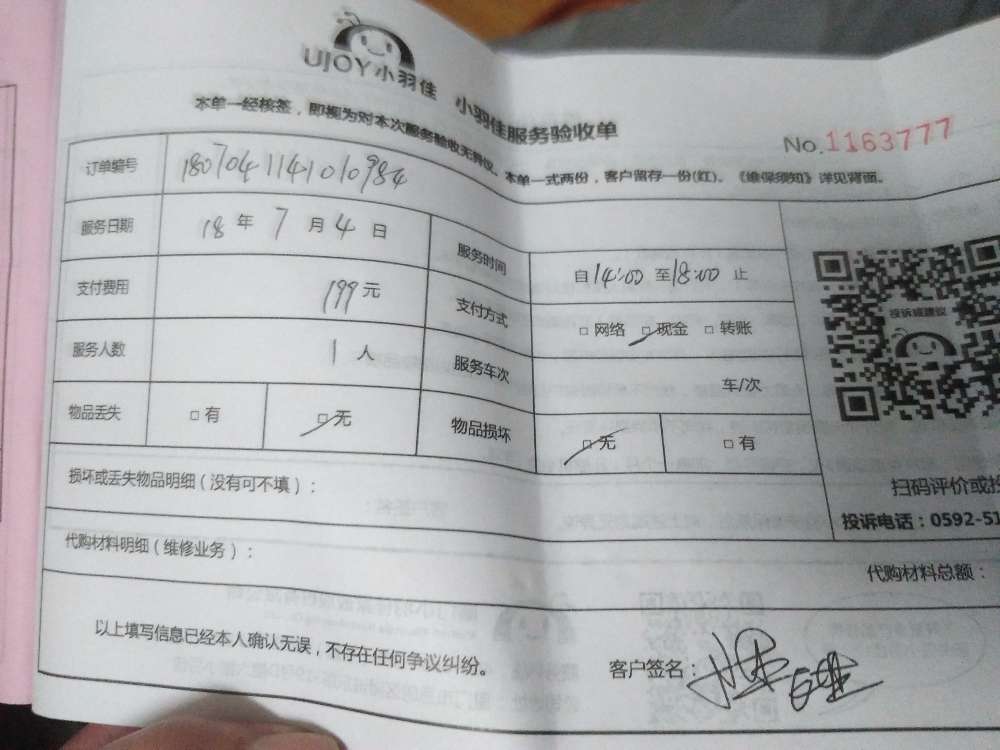 UJOY小羽佳 小羽佳服务验收单
No.1163777
本单一经核签，即视为对本次服务验收无异议。本单一式两份，客户留存一份(红)。《维保须知》详见背面。
订单编号 1807041141010984
服务日期 18年7月4日 服务时间 自14:00至18:00止
支付费用 199元 支付方式 □网络 □现金 □转账
服务人数 1人 服务车次 车/次
物品丢失 □有 □无 物品损坏 □无 □有
投诉或建议
扫码评价或投
投诉电话：0592-51
损坏或丢失物品明细（没有可不填）：
代购材料明细（维修业务）：
代购材料总额：
以上填写信息已经本人确认无误，不存在任何争议纠纷。
客户签名：